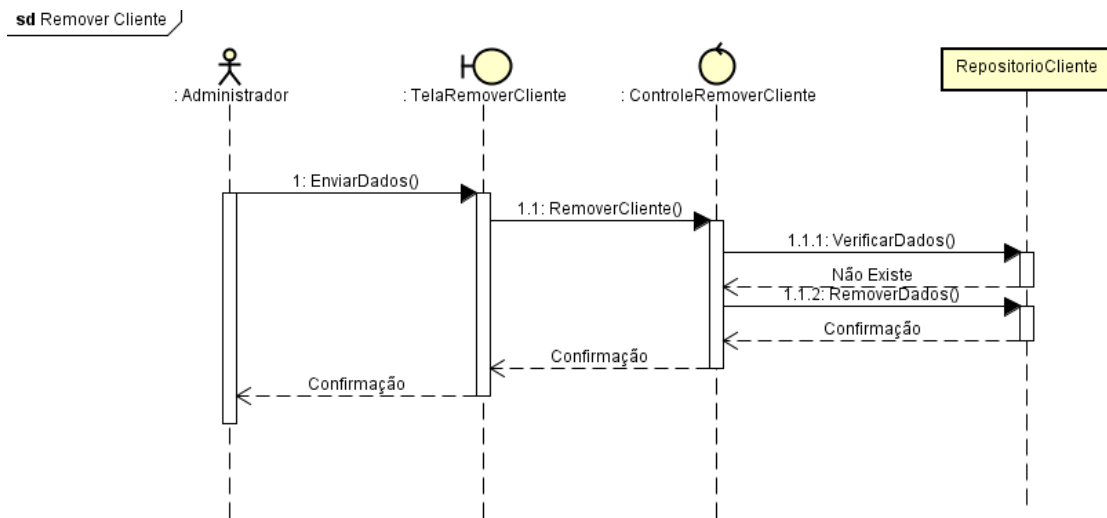 sd Remover Cliente
: Administrador
: TelaRemoverCliente
: ControleRemoverCliente
RepositorioCliente
1: EnviarDados()
1.1: RemoverCliente()
1.1.1: VerificarDados()
Não Existe
1.1.2: RemoverDados()
Confirmação
Confirmação
Confirmação